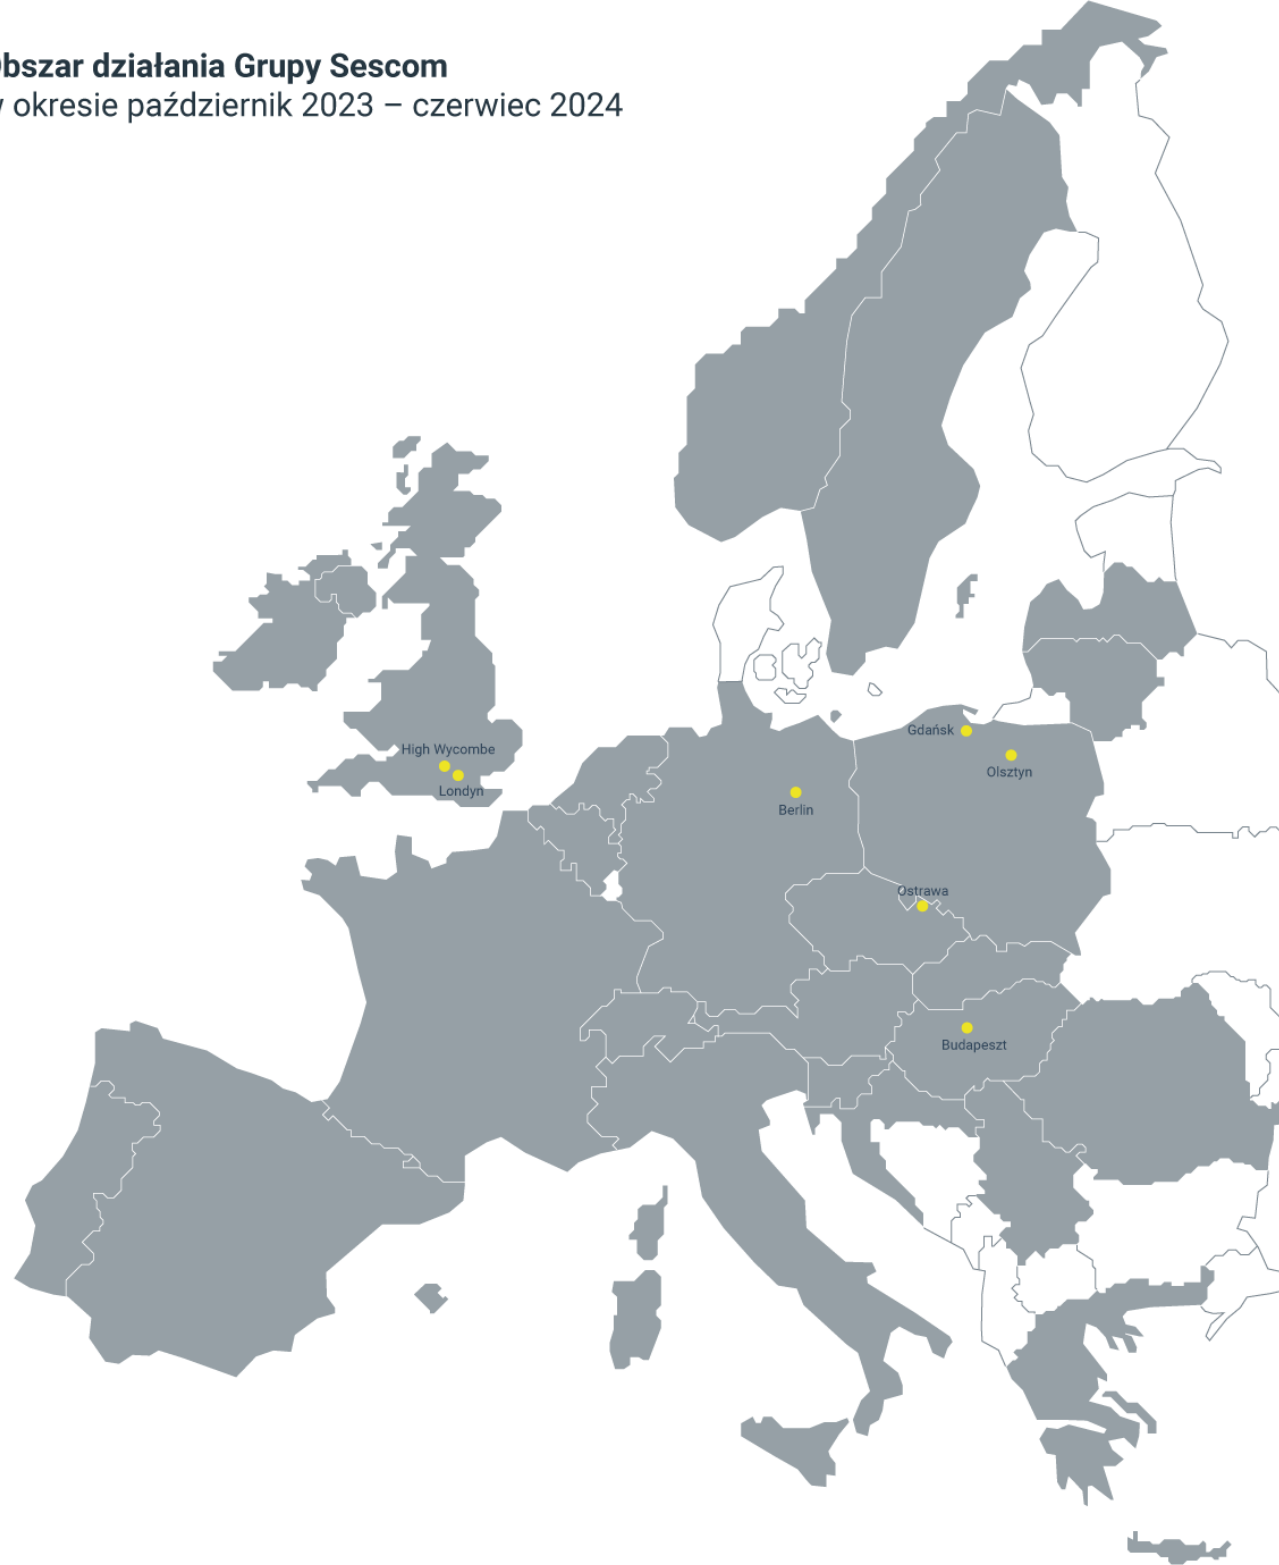 bszar działania Grupy Sescom
okresie październik 2023 – czerwiec 2024
Gdańsk
High Wycombe
Olsztyn
Londyn
Berlin
Ostrawa
Budapeszt